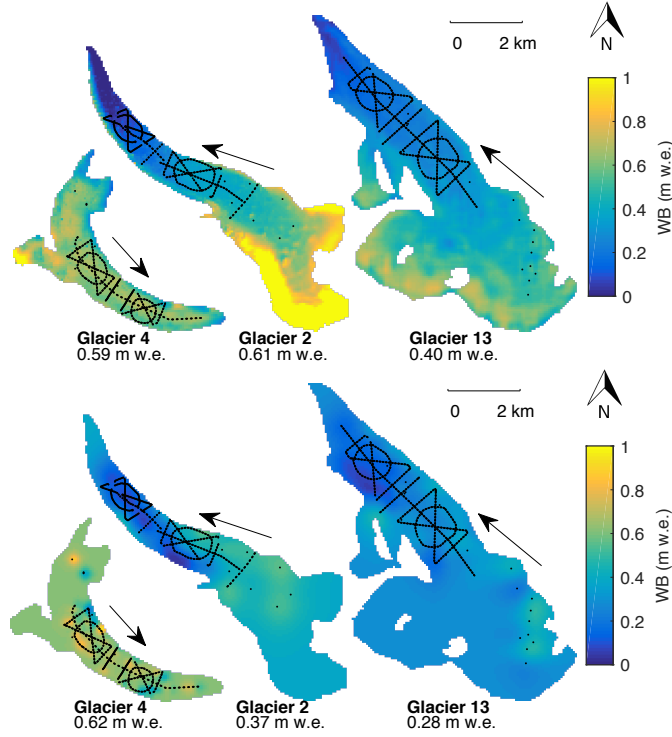 0 2 km
N
1
0.8
0.6
0.4
0.2
0
WB (m w.e.)
Glacier 4 Glacier 2 Glacier 13
0.59 m w.e. 0.61 m w.e. 0.40 m w.e.
0 2 km
N
1
0.8
0.6
0.4
0.2
0
WB (m w.e.)
Glacier 4 Glacier 2 Glacier 13
0.62 m w.e. 0.37 m w.e. 0.28 m w.e.